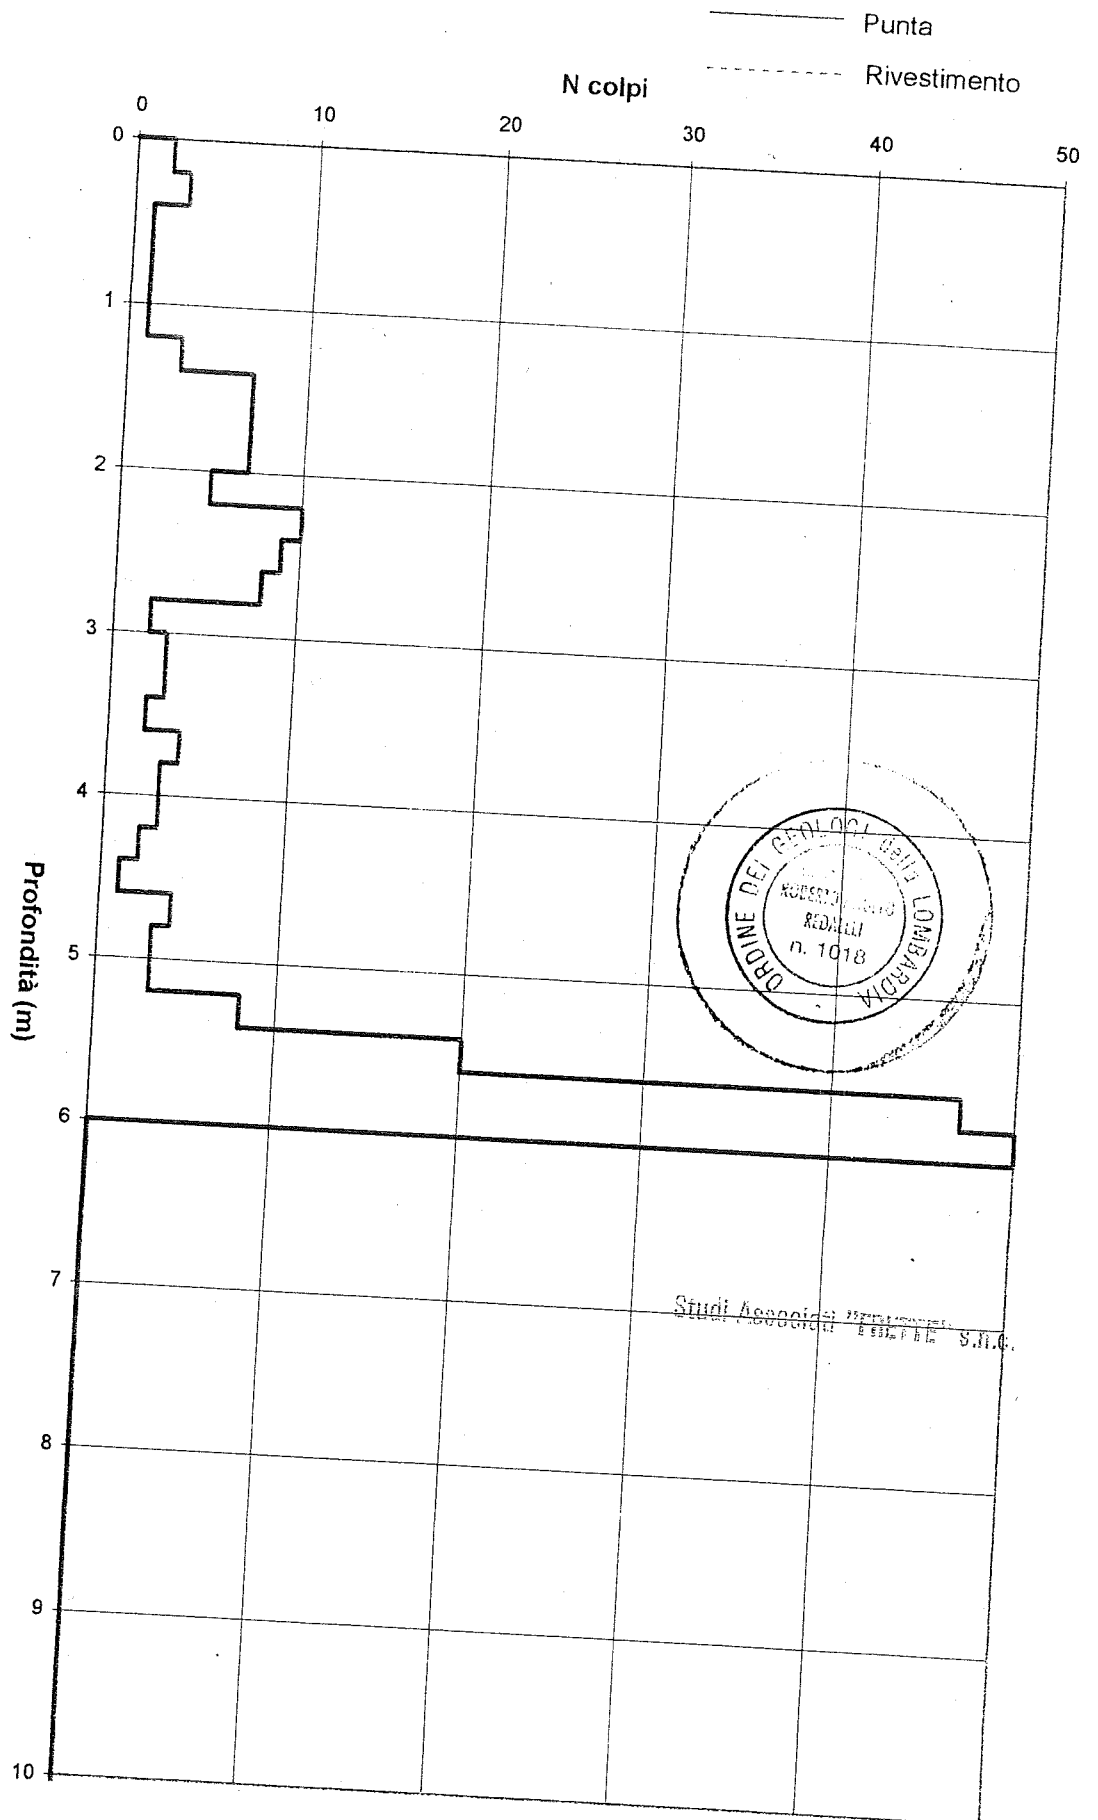 Punta
Rivestimento
N colpi
0 10 20 30 40 50
0
1
2
3
4
5
6
7
8
9
10
Profondità (m)
ORDINE DEI GEOLOGI della LOMBARDIA
REDAELLI
n. 1018
Studi Associati s.n.c.